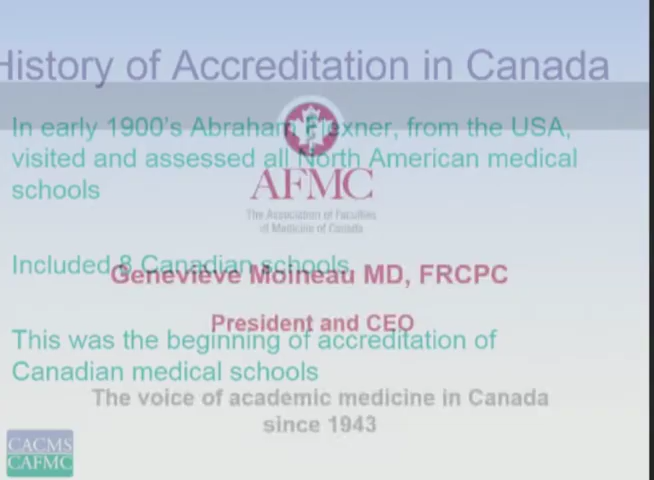 History of Accreditation in Canada
In early 1900's Abraham Flexner, from the USA,
visited and assessed all North American medical
schools
AFMC
The Association of Faculties
of Medicine of Canada
Included 8 Canadian schools
Geneviève Moineau MD, FRCPC
President and CEO
This was the beginning of accreditation of
Canadian medical schools
The voice of academic medicine in Canada
since 1943
CACMS
CAFMC